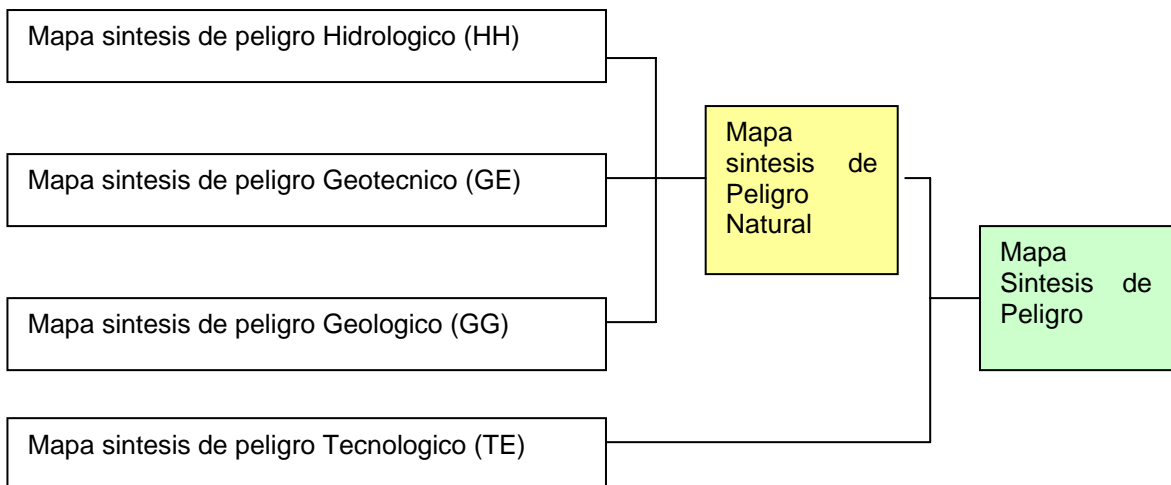 Mapa sintesis de peligro Hidrologico (HH)
Mapa sintesis de peligro Geotecnico (GE)
Mapa sintesis de peligro Geologico (GG)
Mapa sintesis de peligro Tecnologico (TE)
Mapa
sintesis de
Peligro
Natural
Mapa
Sintesis de
Peligro